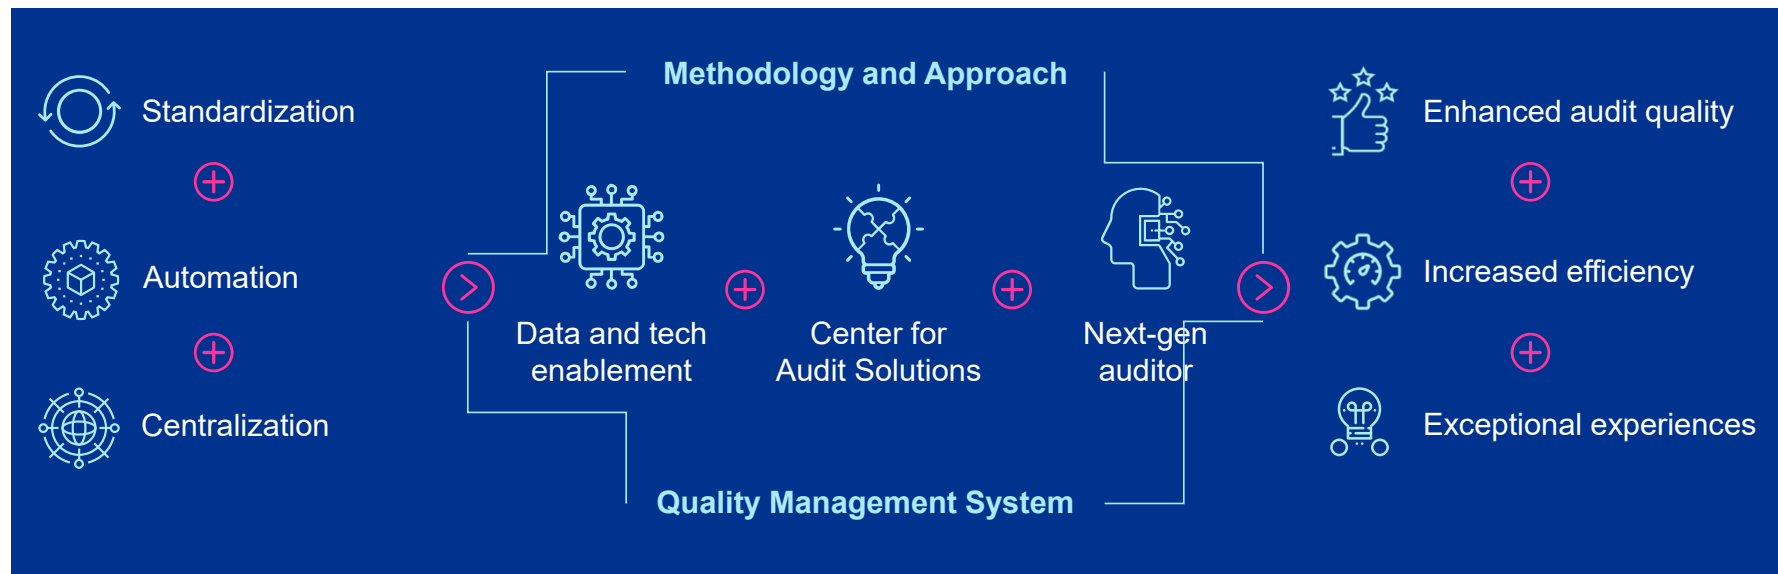 Standardization
Automation
Centralization
Methodology and Approach
Data and tech
enablement
Center for
Audit Solutions
Next-gen
auditor
Quality Management System
Enhanced audit quality
Increased efficiency
Exceptional experiences